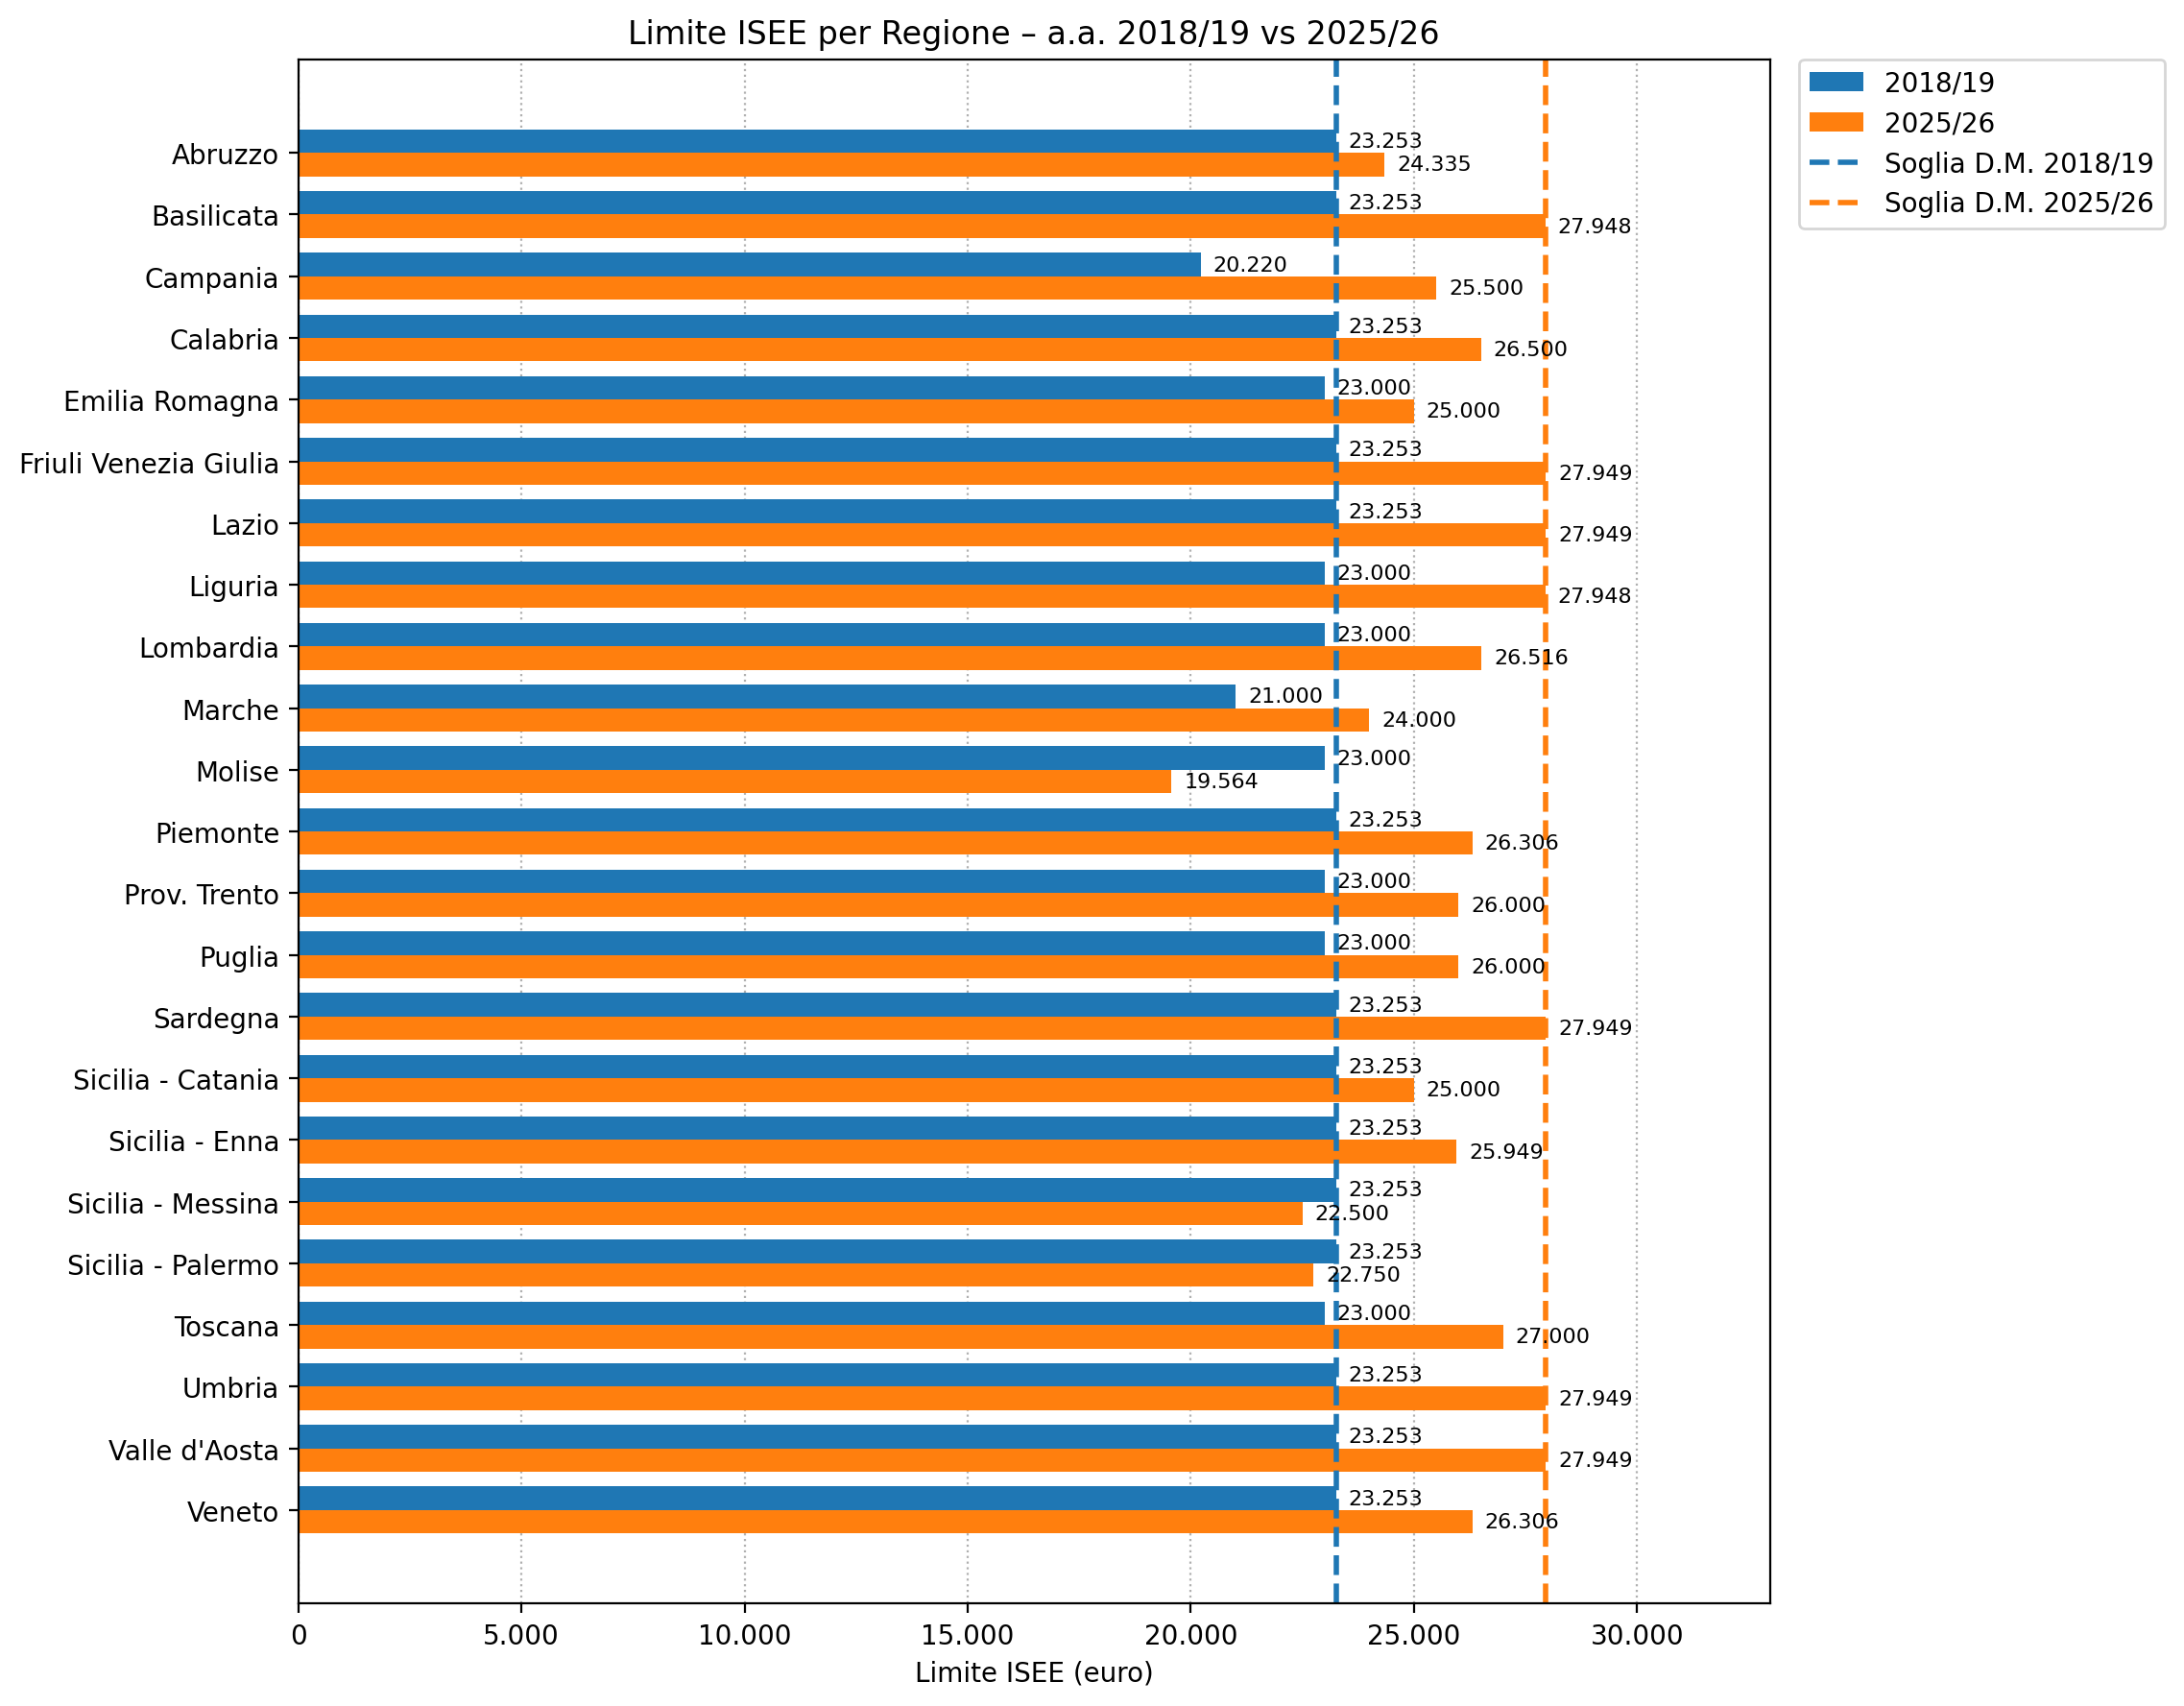 Limite ISEE per Regione – a.a. 2018/19 vs 2025/26
2018/19
2025/26
Soglia D.M. 2018/19
Soglia D.M. 2025/26
Abruzzo
23.253
24.335
Basilicata
23.253
27.948
Campania
20.220
25.500
Calabria
23.253
26.500
Emilia Romagna
23.000
25.000
Friuli Venezia Giulia
23.253
27.949
Lazio
23.253
27.949
Liguria
23.000
27.948
Lombardia
23.000
26.516
Marche
21.000
24.000
Molise
23.000
19.564
Piemonte
23.253
26.306
Prov. Trento
23.000
26.000
Puglia
23.000
26.000
Sardegna
23.253
27.949
Sicilia - Catania
23.253
25.000
Sicilia - Enna
23.253
25.949
Sicilia - Messina
23.253
22.500
Sicilia - Palermo
23.253
22.750
Toscana
23.000
27.000
Umbria
23.253
27.949
Valle d'Aosta
23.253
27.949
Veneto
23.253
26.306
0 5.000 10.000 15.000 20.000 25.000 30.000
Limite ISEE (euro)